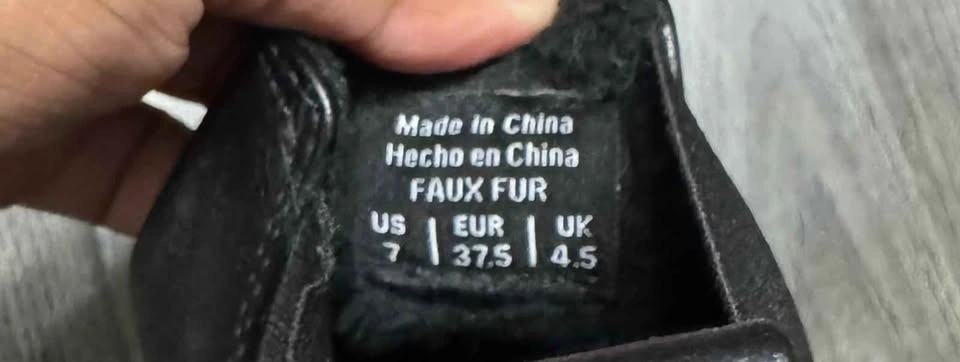 Made in China
Hecho en China
FAUX FUR
US | EUR | UK
7 | 37.5 | 4.5